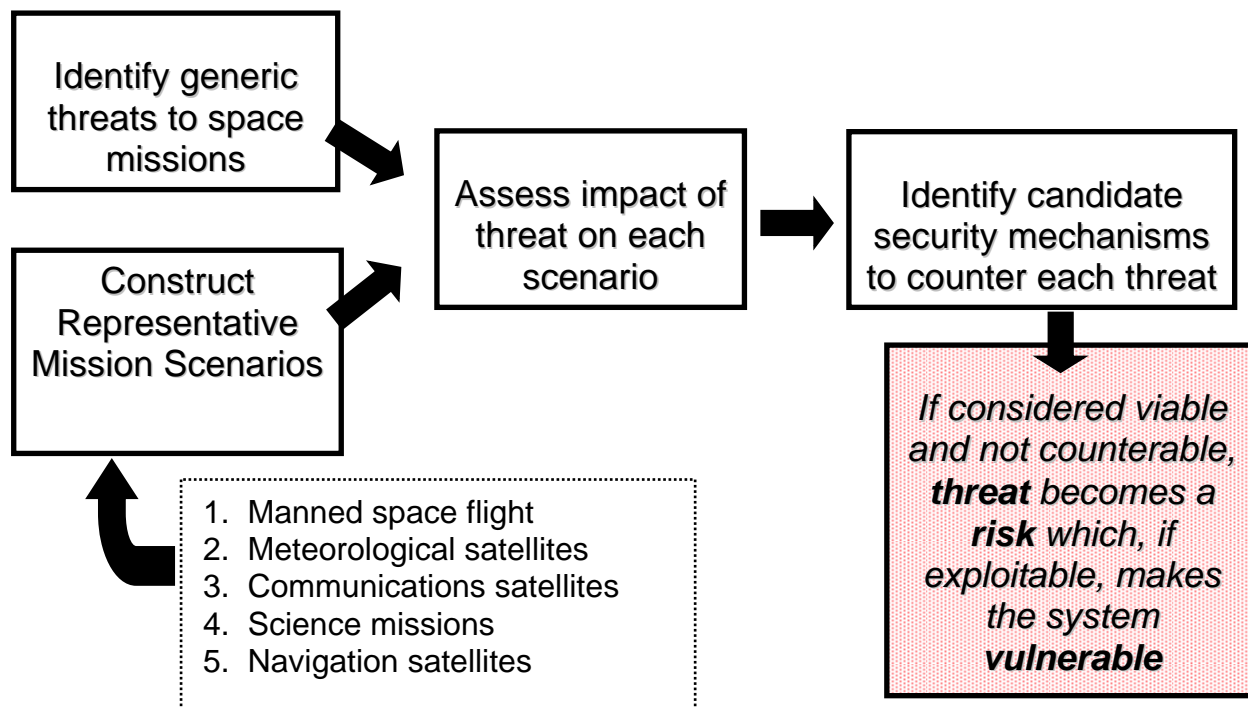 Identify generic
threats to space
missions
Construct
Representative
Mission Scenarios
1. Manned space flight
2. Meteorological satellites
3. Communications satellites
4. Science missions
5. Navigation satellites
Assess impact of
threat on each
scenario
Identify candidate
security mechanisms
to counter each threat
If considered viable
and not counterable,
threat becomes a
risk which, if
exploitable, makes
the system
vulnerable